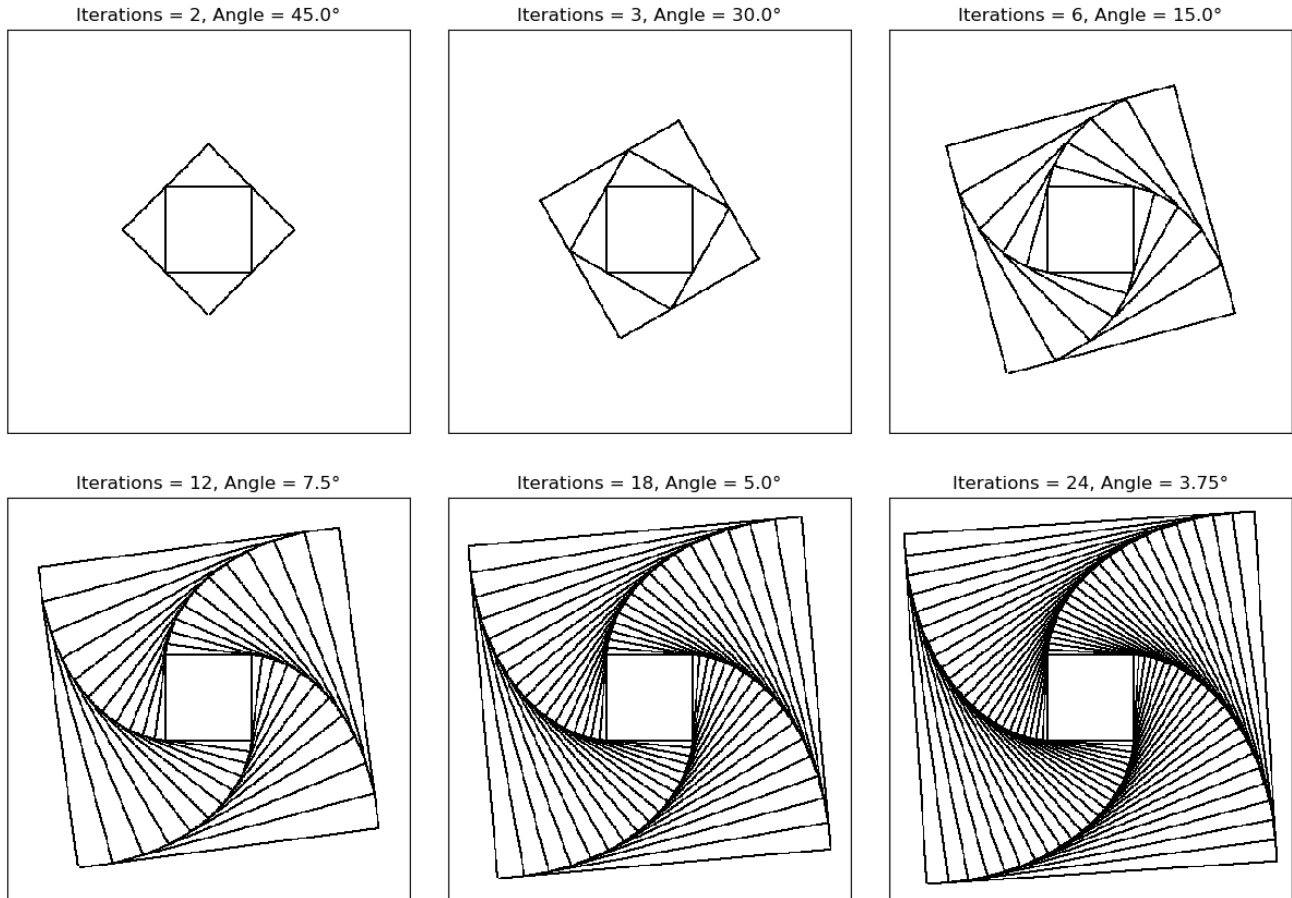 Iterations = 2, Angle = 45.0°
Iterations = 3, Angle = 30.0°
Iterations = 6, Angle = 15.0°
Iterations = 12, Angle = 7.5°
Iterations = 18, Angle = 5.0°
Iterations = 24, Angle = 3.75°